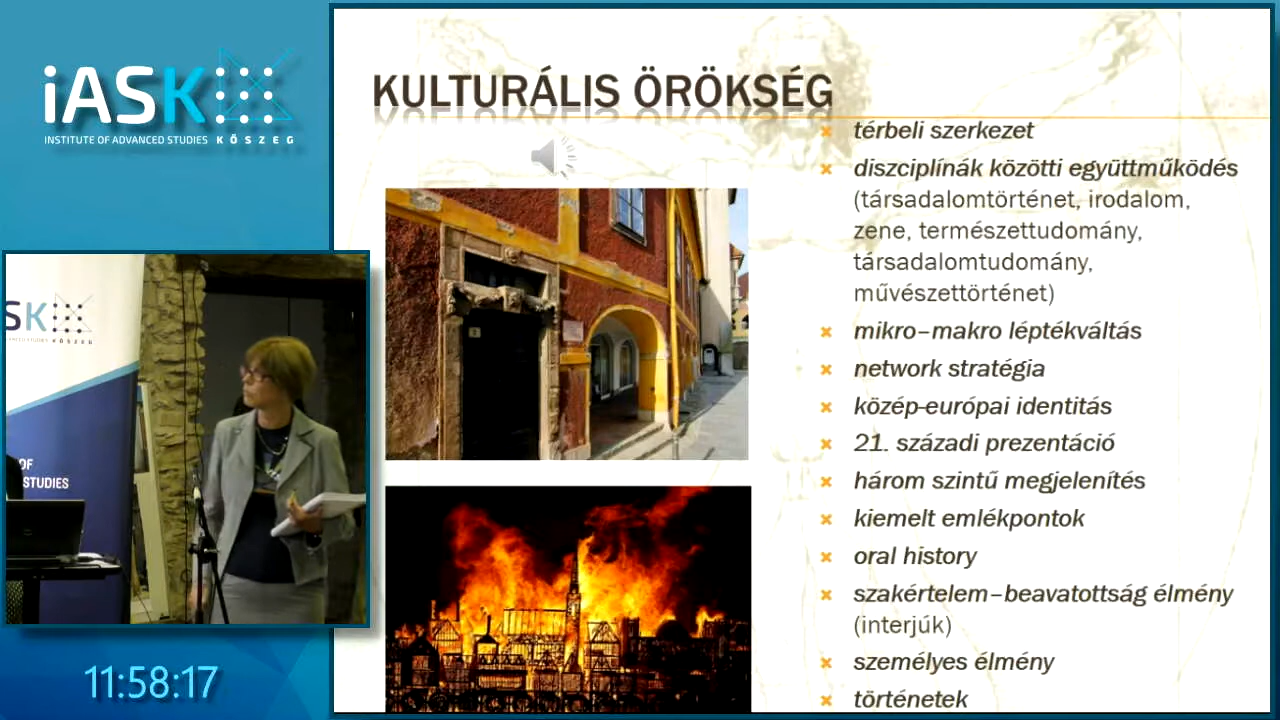 iASK
INSTITUTE OF ADVANCED STUDIES KŐSZEG
KULTURÁLIS ÖRÖKSÉG
térbeli szerkezet
diszciplínák közötti együttműködés
(társadalomtörténet, irodalom,
zene, természettudomány,
társadalomtudomány,
művészettörténet)
mikro–makro léptékváltás
network stratégia
közép-európai identitás
21. századi prezentáció
három szintű megjelenítés
kiemelt emlékpontok
oral history
szakértelem–beavatottság élmény
(interjúk)
személyes élmény
történetek
SK
KŐSZEG
OF
STUDIES
11:58:17